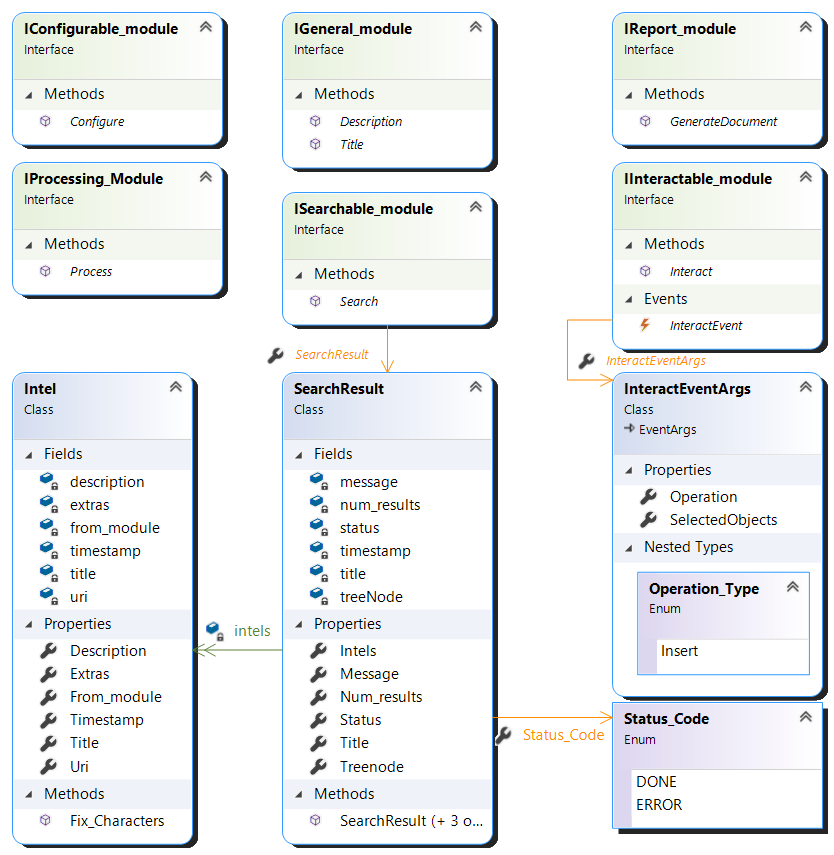 IConfigurable_module
Interface
Methods
Configure
IGeneral_module
Interface
Methods
Description
Title
IReport_module
Interface
Methods
GenerateDocument
IProcessing_Module
Interface
Methods
Process
ISearchable_module
Interface
Methods
Search
IInteractable_module
Interface
Methods
Interact
Events
InteractEvent
SearchResult
InteractEventArgs
Intel
Class
Fields
description
extras
from_module
timestamp
title
uri
Properties
Description
Extras
From_module
Timestamp
Title
Uri
Methods
Fix_Characters
intels
SearchResult
Class
Fields
message
num_results
status
timestamp
title
treeNode
Properties
Intels
Message
Num_results
Status
Title
Treenode
Methods
SearchResult (+ 3 o...
Status_Code
InteractEventArgs
Class
EventArgs
Properties
Operation
SelectedObjects
Nested Types
Operation_Type
Enum
Insert
Status_Code
Enum
DONE
ERROR